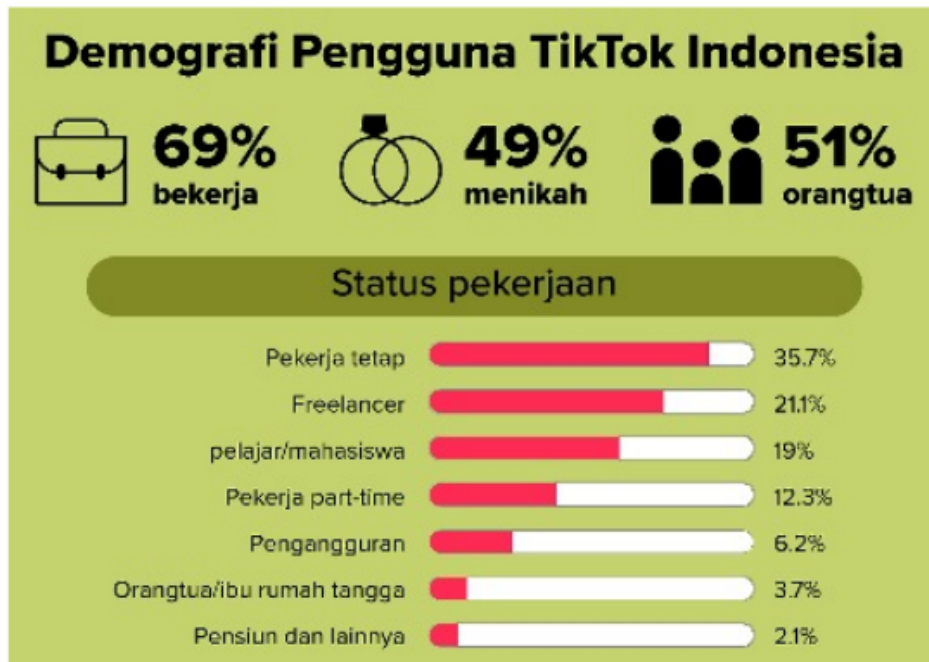 Demografi Pengguna TikTok Indonesia
69%
bekerja
49%
menikah
51%
orangtua
Status pekerjaan
Pekerja tetap 35.7%
Freelancer 21.1%
pelajar/mahasiswa 19%
Pekerja part-time 12.3%
Pengangguran 6.2%
Orangtua/ibu rumah tangga 3.7%
Pensiun dan lainnya 2.1%